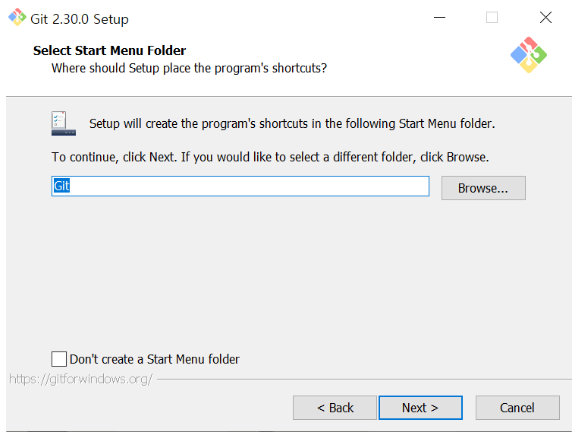 Git 2.30.0 Setup
Select Start Menu Folder
Where should Setup place the program's shortcuts?
Setup will create the program's shortcuts in the following Start Menu folder.
To continue, click Next. If you would like to select a different folder, click Browse.
Git
Browse...
Don't create a Start Menu folder
https://gitforwindows.org/
< Back
Next >
Cancel